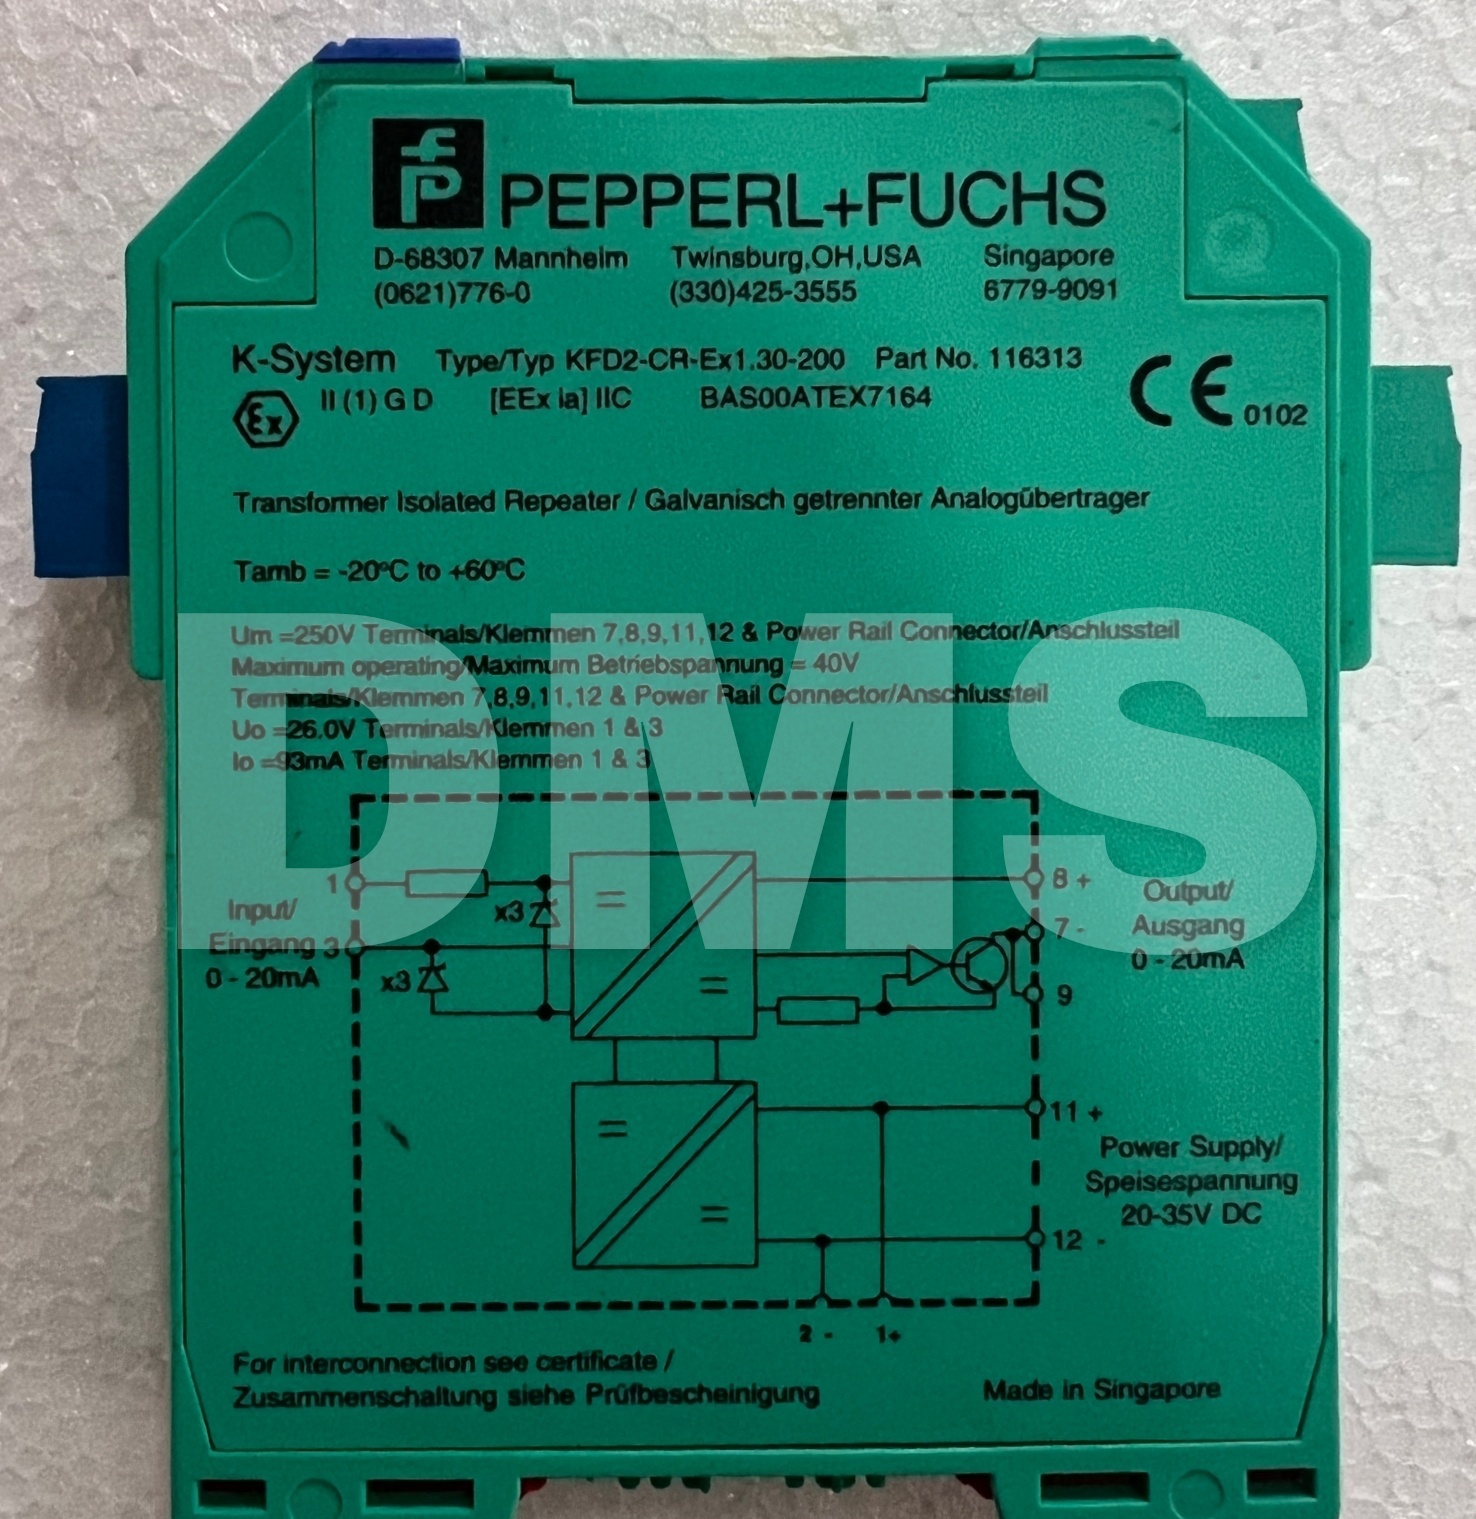 fp PEPPERL+FUCHS
D-68307 Mannheim Twinsburg,OH,USA Singapore
(0621)776-0 (330)425-3555 6779-9091
K-System Type/Typ KFD2-CR-Ex1.30-200 Part No. 116313
Ex II (1) G D [EEx ia] IIC BAS00ATEX7164 CE 0102
Transformer Isolated Repeater / Galvanisch getrennter Analogübertrager
Tamb = -20°C to +60°C
Um =250V Terminals/Klemmen 7,8,9,11,12 & Power Rail Connector/Anschlussteil
Maximum operating/Maximum Betriebspannung = 40V
Terminals/Klemmen 7,8,9,11,12 & Power Rail Connector/Anschlussteil
Uo =26.0V Terminals/Klemmen 1 & 3
Io =93mA Terminals/Klemmen 1 & 3
DMS
1
Input/
Eingang 3
0 - 20mA
x3
x3
8 +
7 -
9
Output/
Ausgang
0 - 20mA
11 +
Power Supply/
Speisespannung
20-35V DC
12 -
2 - 1+
For interconnection see certificate /
Zusammenschaltung siehe Prüfbescheinigung
Made in Singapore